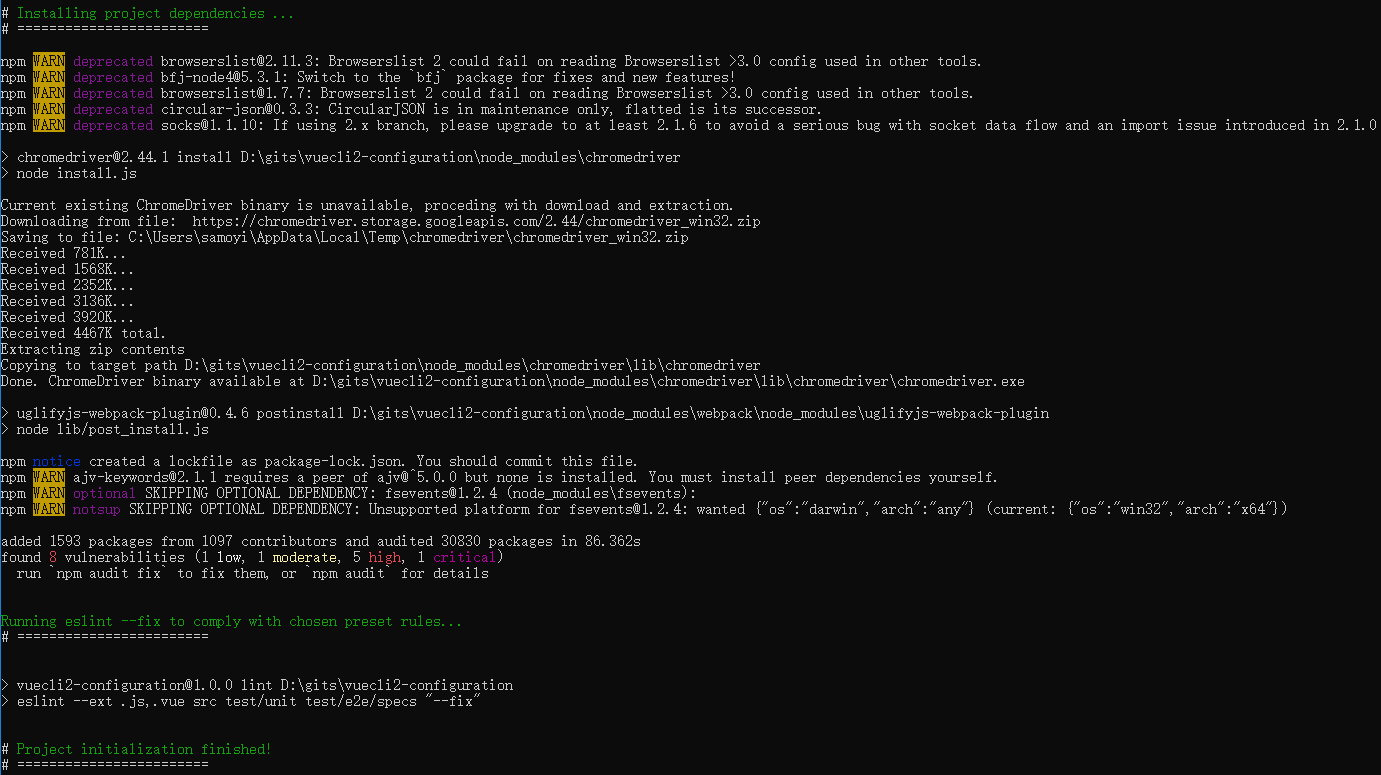 # Installing project dependencies ...
# ========================
npm WARN deprecated browserslist@2.11.3: Browserslist 2 could fail on reading Browserslist >3.0 config used in other tools.
npm WARN deprecated bfj-node4@5.3.1: Switch to the `bfj` package for fixes and new features!
npm WARN deprecated browserslist@1.7.7: Browserslist 2 could fail on reading Browserslist >3.0 config used in other tools.
npm WARN deprecated circular-json@0.3.3: CircularJSON is in maintenance only, flatted is its successor.
npm WARN deprecated socks@1.1.10: If using 2.x branch, please upgrade to at least 2.1.6 to avoid a serious bug with socket data flow and an import issue introduced in 2.1.0
> chromedriver@2.44.1 install D:\gits\vuecli2-configuration\node_modules\chromedriver
> node install.js
Current existing ChromeDriver binary is unavailable, proceding with download and extraction.
Downloading from file:  https://chromedriver.storage.googleapis.com/2.44/chromedriver_win32.zip
Saving to file: C:\Users\samoyi\AppData\Local\Temp\chromedriver\chromedriver_win32.zip
Received 781K...
Received 1568K...
Received 2352K...
Received 3136K...
Received 3920K...
Received 4467K total.
Extracting zip contents
Copying to target path D:\gits\vuecli2-configuration\node_modules\chromedriver\lib\chromedriver
Done. ChromeDriver binary available at D:\gits\vuecli2-configuration\node_modules\chromedriver\lib\chromedriver\chromedriver.exe
> uglifyjs-webpack-plugin@0.4.6 postinstall D:\gits\vuecli2-configuration\node_modules\webpack\node_modules\uglifyjs-webpack-plugin
> node lib/post_install.js
npm notice created a lockfile as package-lock.json. You should commit this file.
npm WARN ajv-keywords@2.1.1 requires a peer of ajv@^5.0.0 but none is installed. You must install peer dependencies yourself.
npm WARN optional SKIPPING OPTIONAL DEPENDENCY: fsevents@1.2.4 (node_modules\fsevents):
npm WARN notsup SKIPPING OPTIONAL DEPENDENCY: Unsupported platform for fsevents@1.2.4: wanted {"os":"darwin","arch":"any"} (current: {"os":"win32","arch":"x64"})
added 1593 packages from 1097 contributors and audited 30830 packages in 86.362s
found 8 vulnerabilities (1 low, 1 moderate, 5 high, 1 critical)
  run `npm audit fix` to fix them, or `npm audit` for details
Running eslint --fix to comply with chosen preset rules...
# ========================
> vuecli2-configuration@1.0.0 lint D:\gits\vuecli2-configuration
> eslint --ext .js,.vue src test/unit test/e2e/specs "--fix"
# Project initialization finished!
# ========================